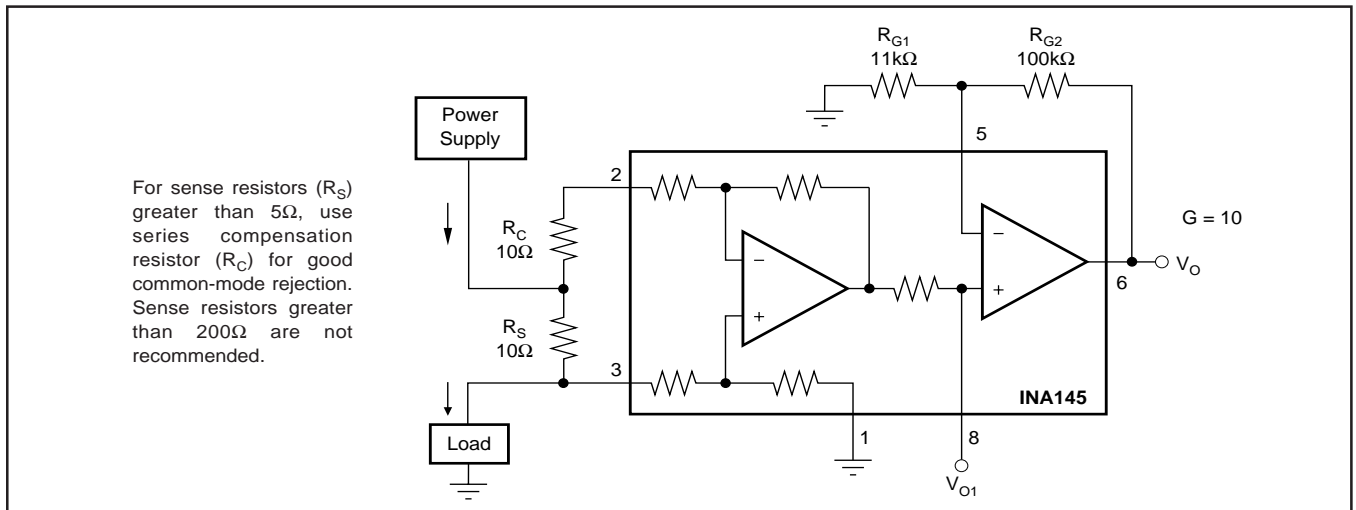 For sense resistors (RS)
greater than 5Ω, use
series compensation
resistor (RC) for good
common-mode rejection.
Sense resistors greater
than 200Ω are not
recommended.
Power
Supply
RC
10Ω
RS
10Ω
Load
2
3
RG1
11kΩ
RG2
100kΩ
5
−
+
−
+
INA145
1
8
6
G = 10
VO
VO1